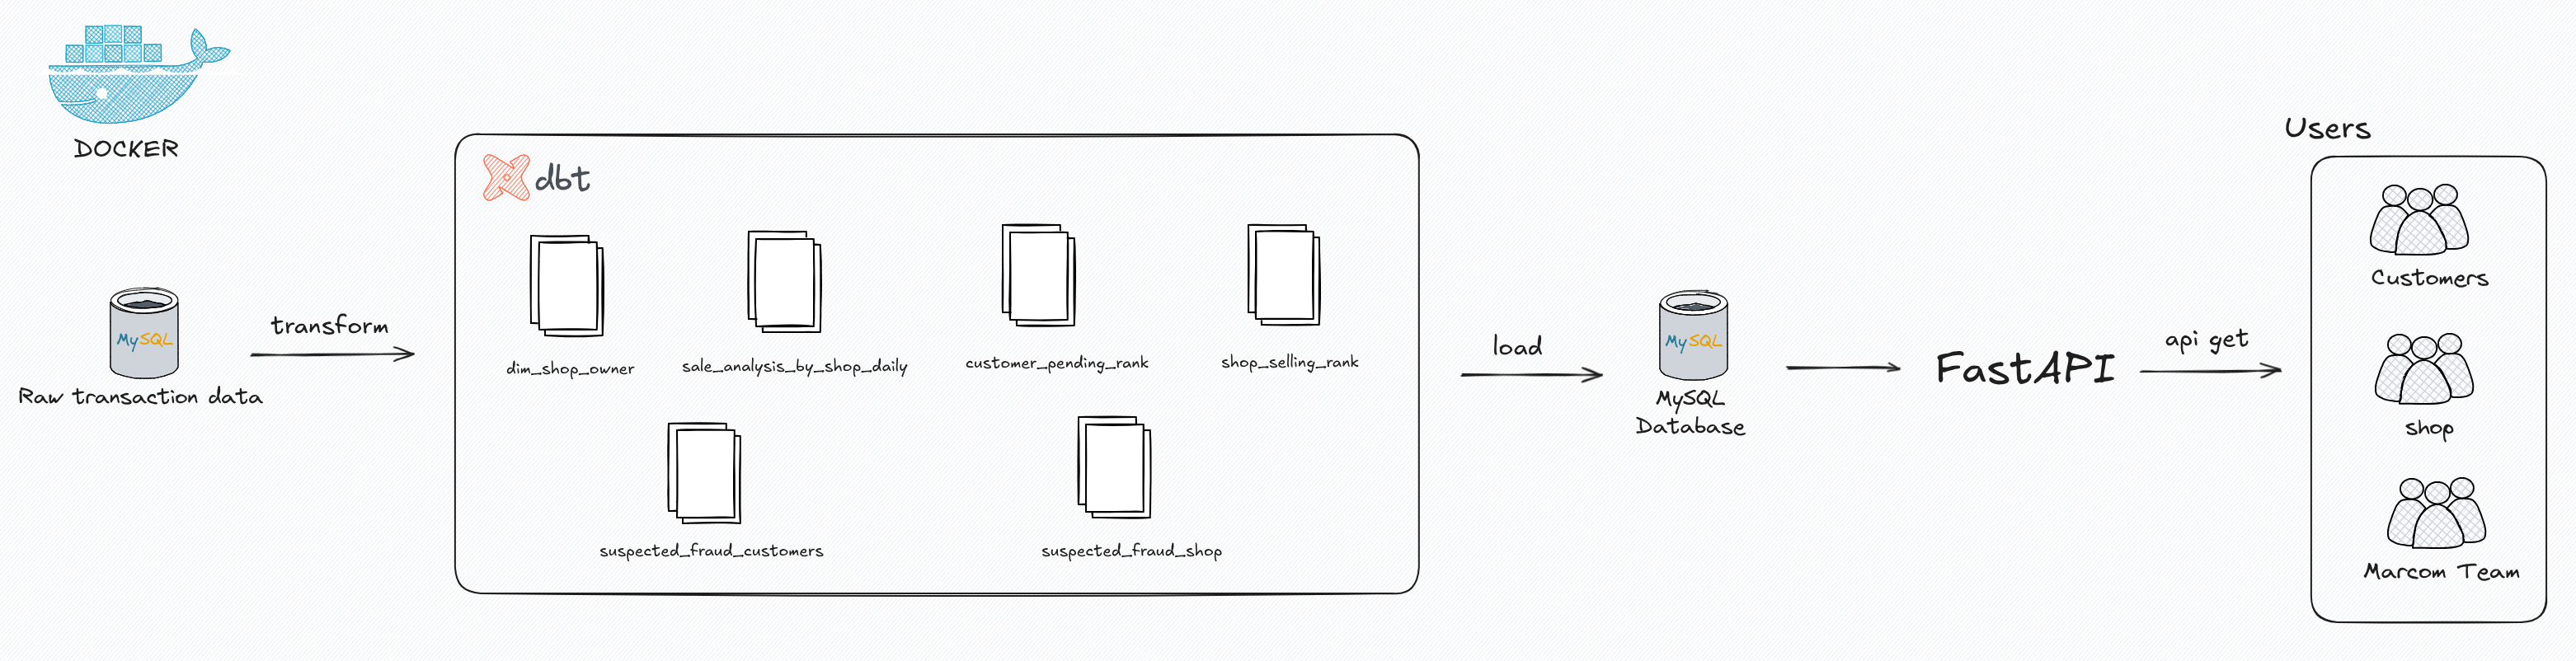 DOCKER
Users
dbt
Customers
transform
MySQL
Raw transaction data
dim_shop_owner
sale_analysis_by_shop_daily
customer_pending_rank
shop_selling_rank
load
MySQL
MySQL
Database
FastAPI
api get
shop
suspected_fraud_customers
suspected_fraud_shop
Marcom Team